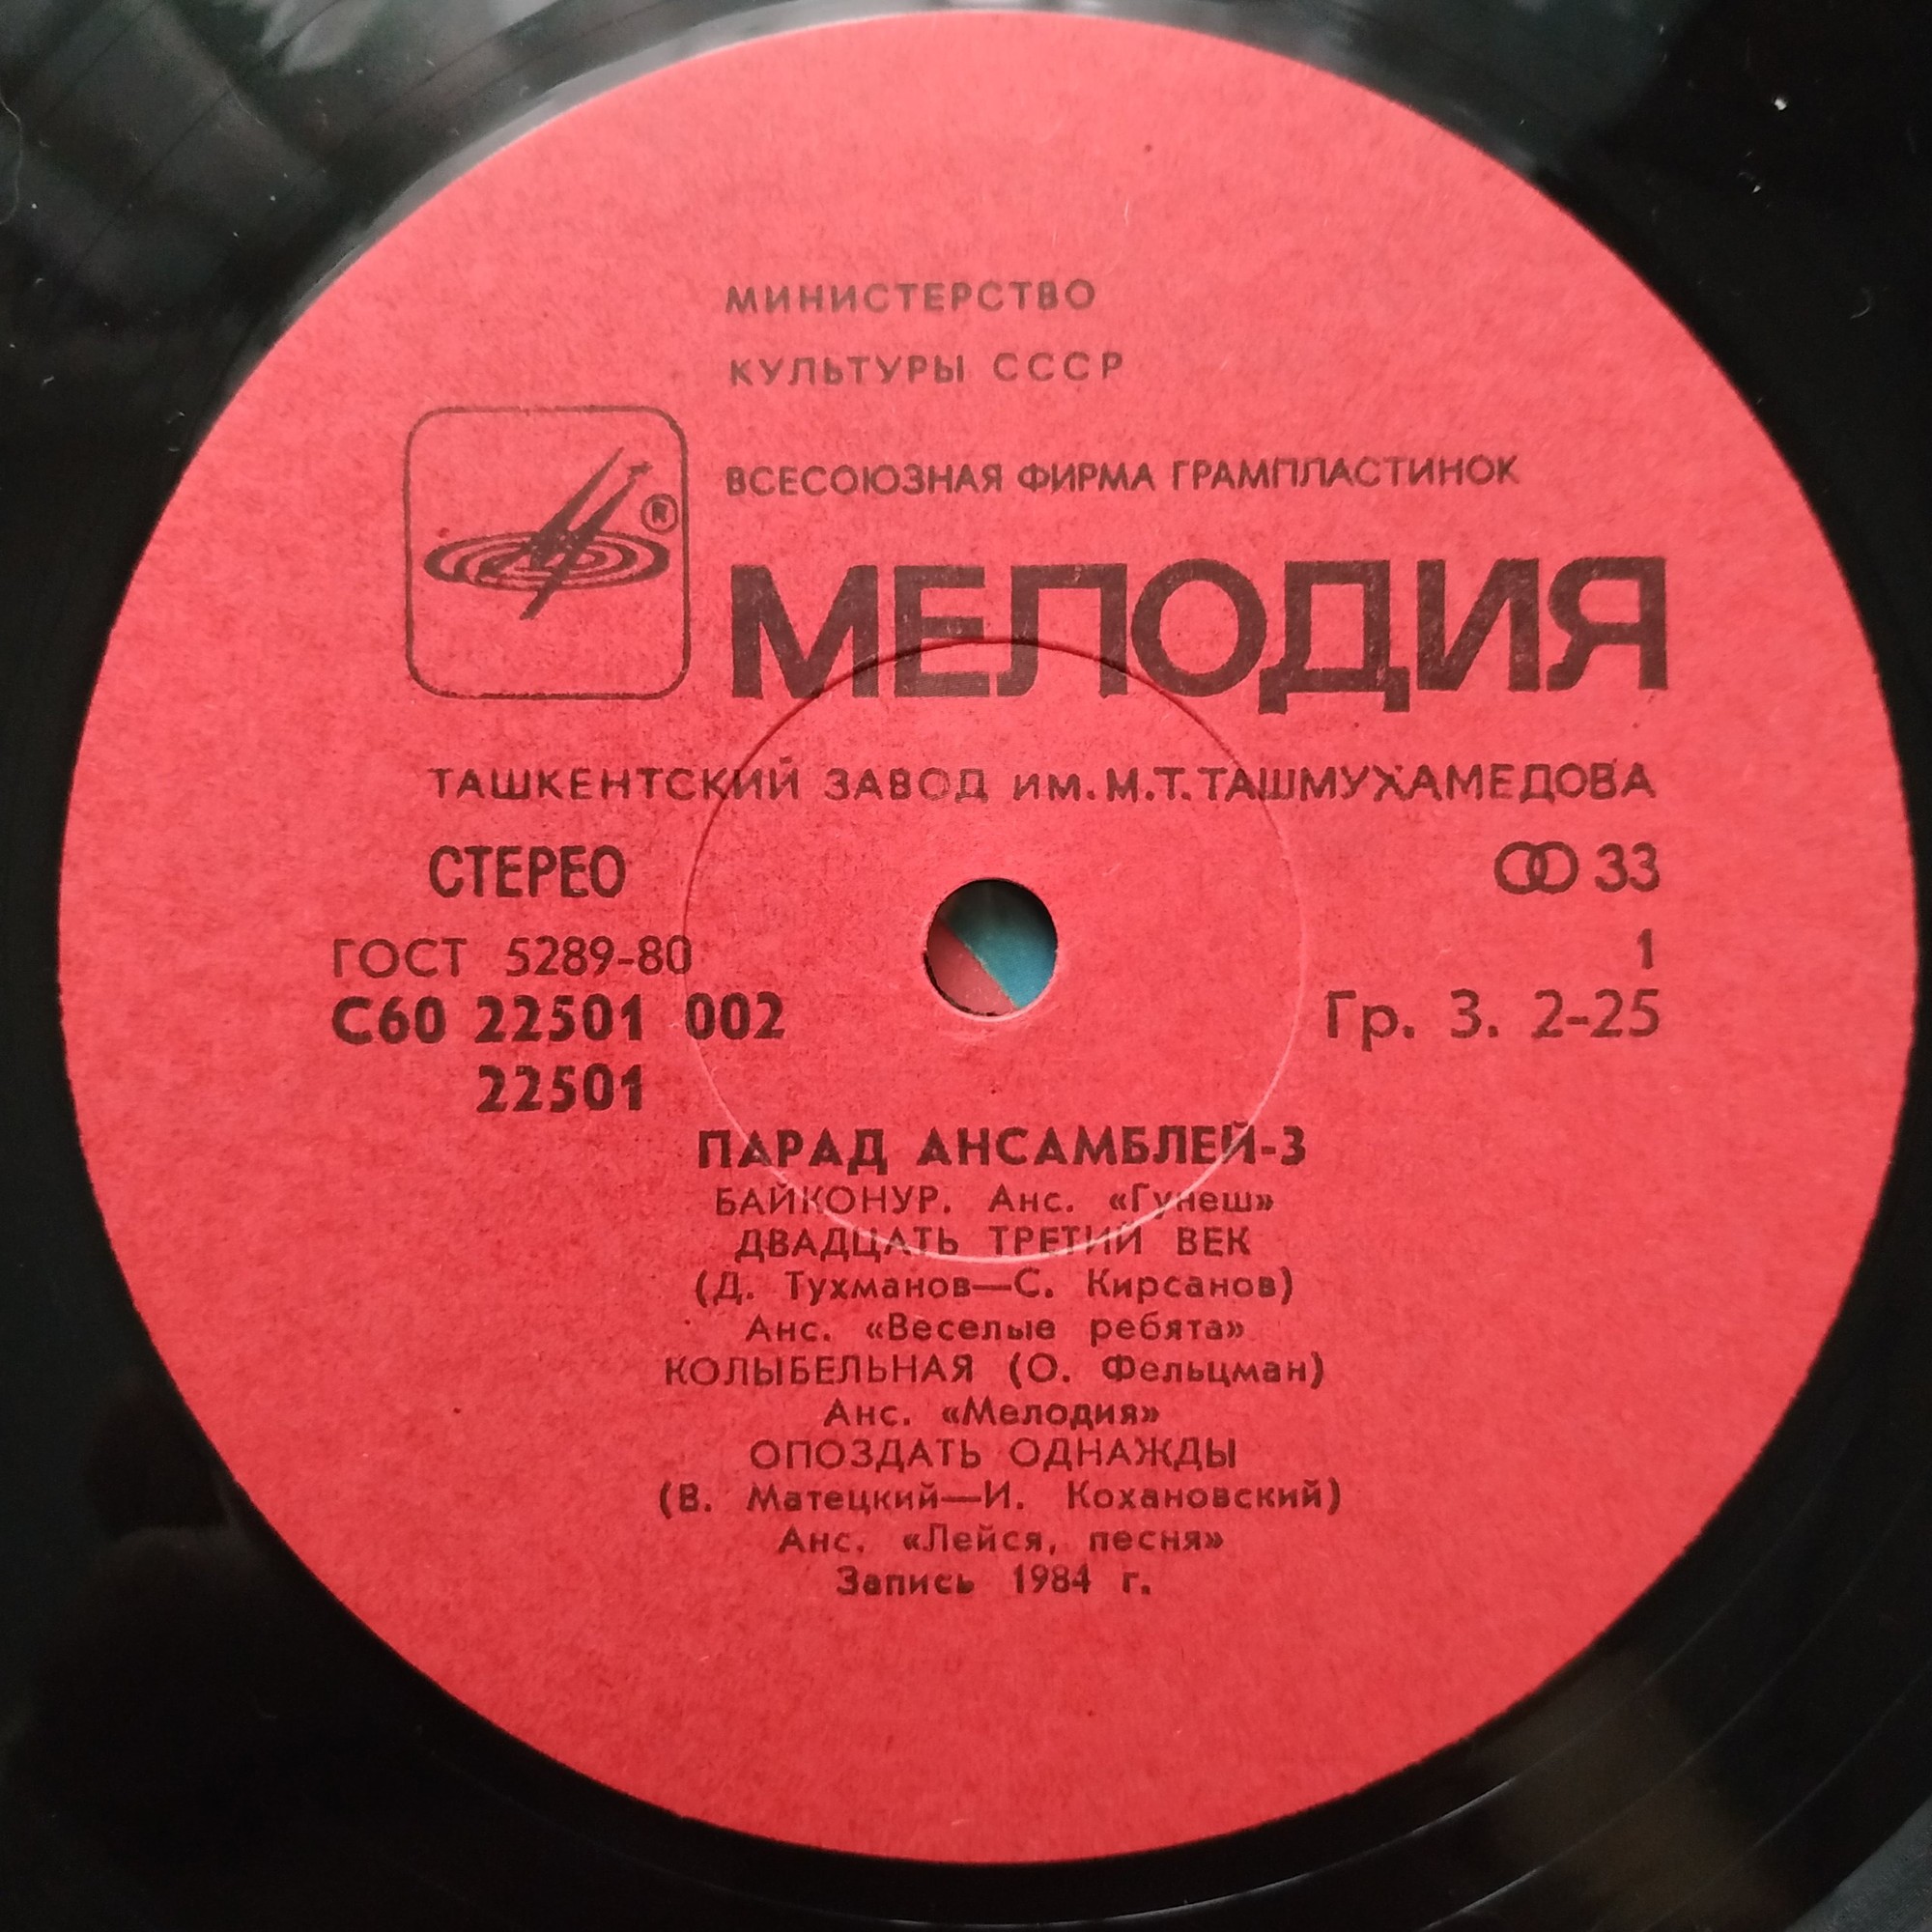 МИНИСТЕРСТВО
КУЛЬТУРЫ СССР
ВСЕСОЮЗНАЯ ФИРМА ГРАМПЛАСТИНОК
®
МЕЛОДИЯ
ТАШКЕНТСКИЙ ЗАВОД ИМ. М.Т. ТАШМУХАМЕДОВА
СТЕРЕО
33
ГОСТ 5289-80
1
С60 22501 002
Гр. 3. 2-25
22501
ПАРАД АНСАМБЛЕЙ-3
БАЙКОНУР. Анс. «Гунеш»
ДВАДЦАТЬ ТРЕТИЙ ВЕК
(Д. Тухманов—С. Кирсанов)
Анс. «Веселые ребята»
КОЛЫБЕЛЬНАЯ (О. Фельцман)
Анс. «Мелодия»
ОПОЗДАТЬ ОДНАЖДЫ
(В. Матецкий—И. Кохановский)
Анс. «Лейся, песня»
Запись 1984 г.